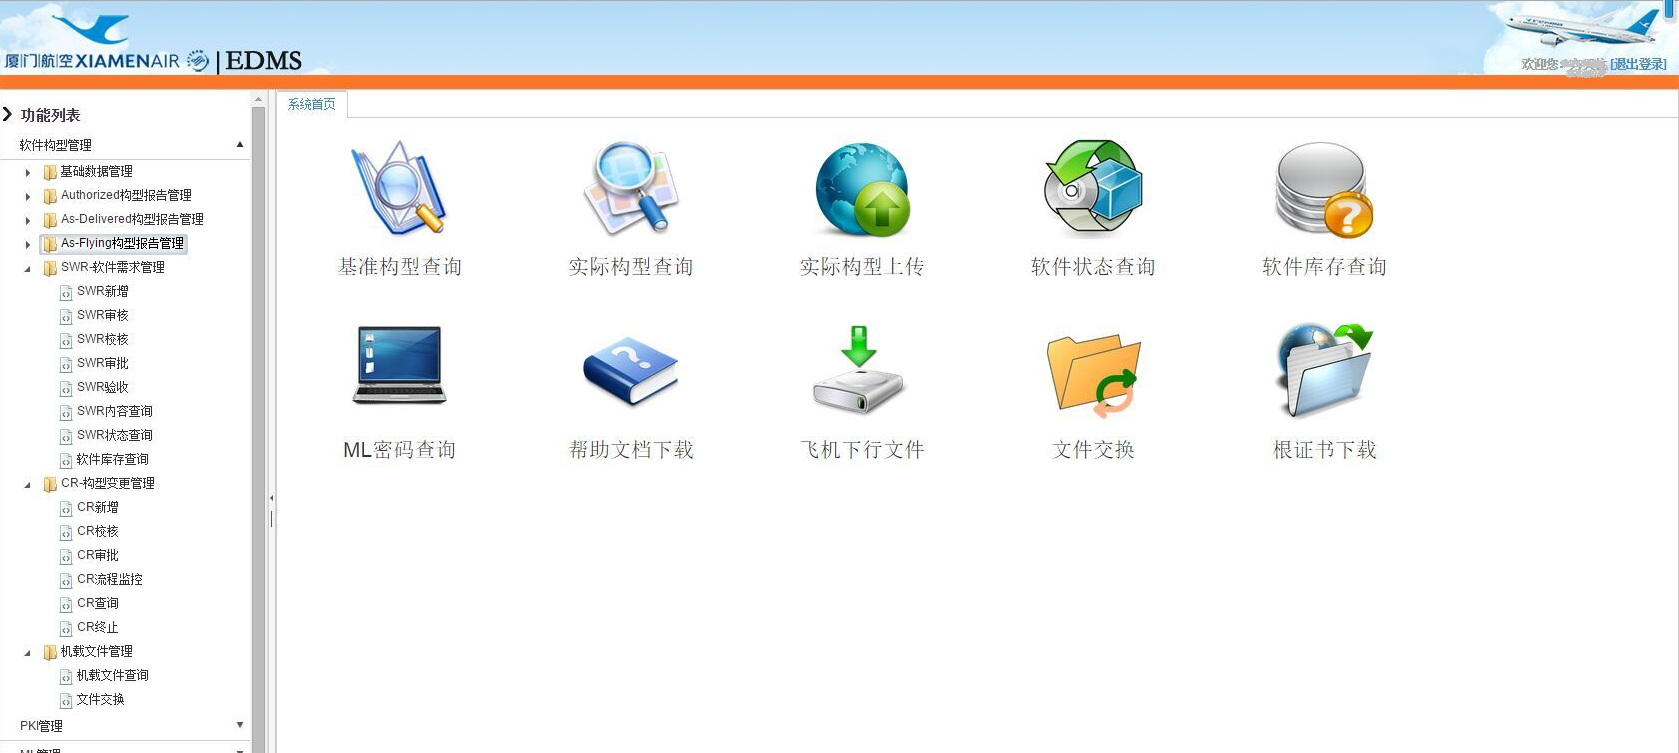 厦门航空XIAMENAIR | EDMS
欢迎您: [退出登录]
功能列表
软件构型管理
基础数据管理
Authorized构型报告管理
As-Delivered构型报告管理
As-Flying构型报告管理
SWR-软件需求管理
SWR新增
SWR审核
SWR校核
SWR审批
SWR验收
SWR内容查询
SWR状态查询
软件库存查询
CR-构型变更管理
CR新增
CR校核
CR审批
CR流程监控
CR查询
CR终止
机载文件管理
机载文件查询
文件交换
PKI管理
ML管理
系统首页
基准构型查询 实际构型查询 实际构型上传 软件状态查询 软件库存查询
ML密码查询 帮助文档下载 飞机下行文件 文件交换 根证书下载